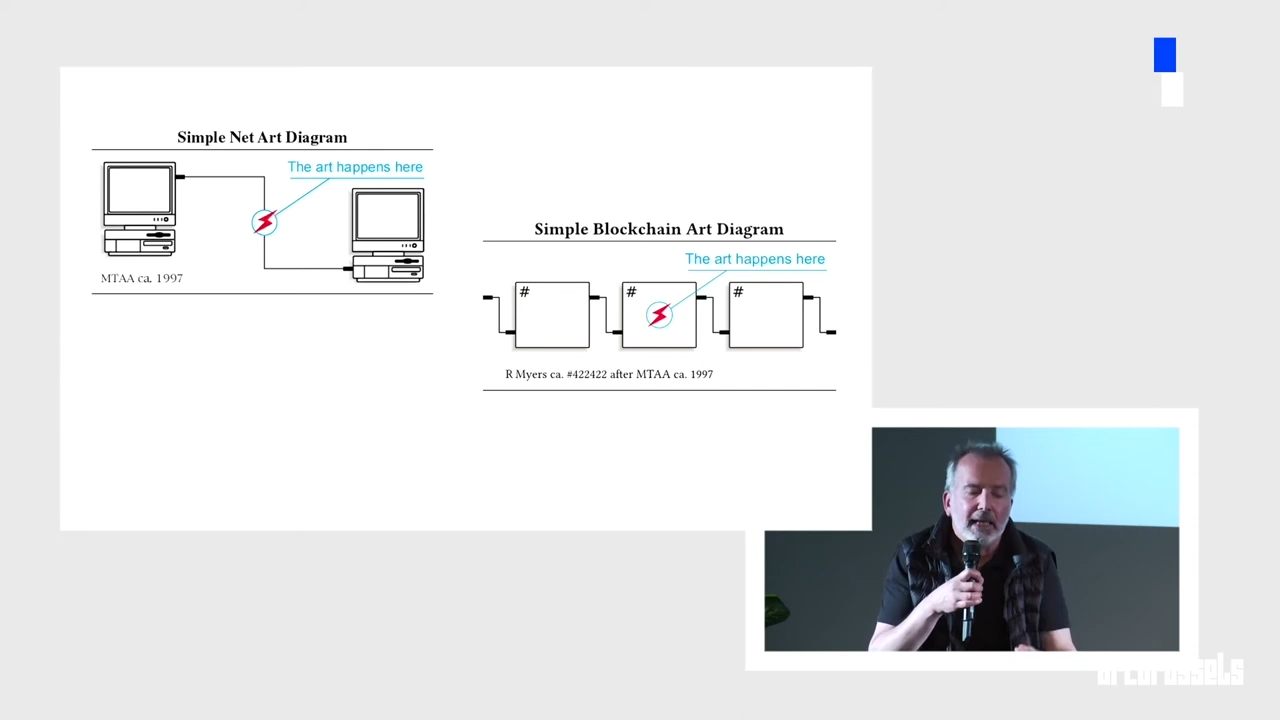 Simple Net Art Diagram
The art happens here
MTAA ca. 1997
Simple Blockchain Art Diagram
The art happens here
#
#
#
R Myers ca. #422422 after MTAA ca. 1997